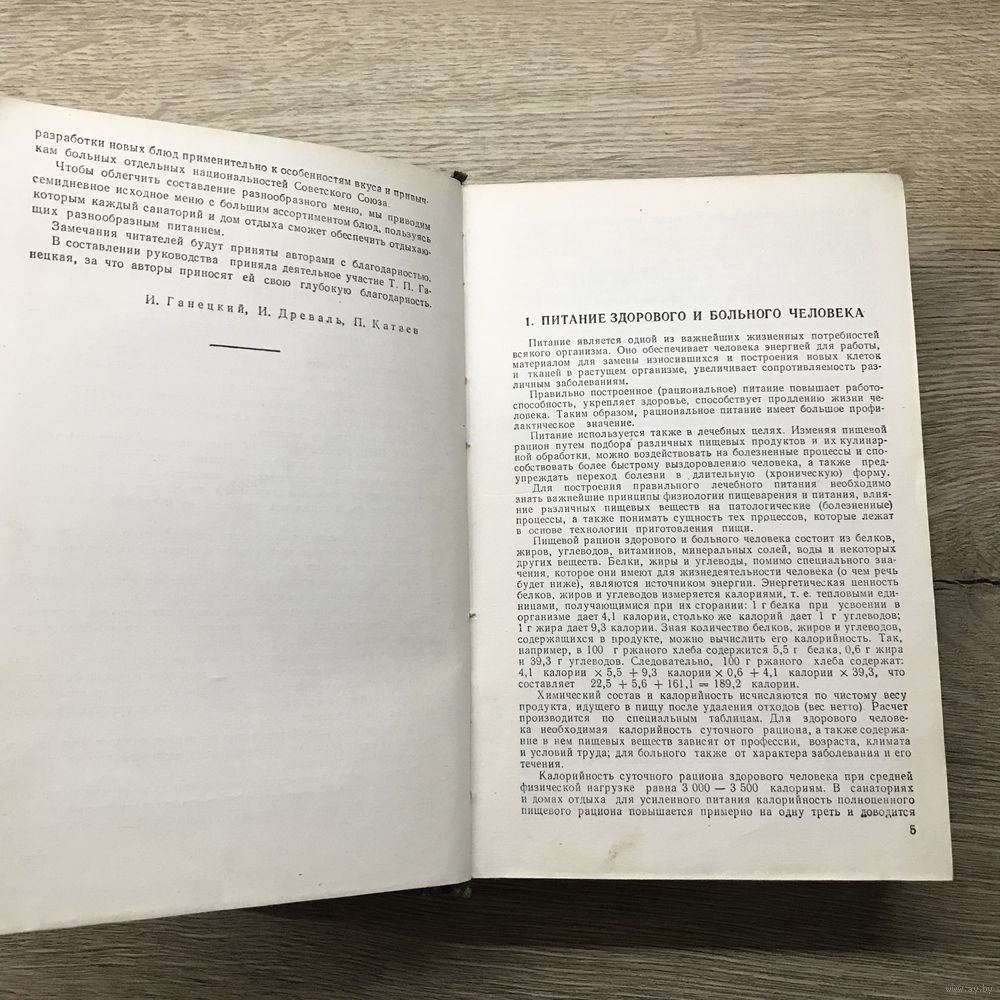 разработки новых блюд применительно к особенностям вкуса и привыч-
кам больных отдельных национальностей Советского Союза.
Чтобы облегчить составление разнообразного меню, мы приводим
семидневное исходное меню с большим ассортиментом блюд, пользуясь
которым каждый санаторий и дом отдыха сможет обеспечить отдыхаю-
щих разнообразным питанием.
Замечания читателей будут приняты авторами с благодарностью.
В составлении руководства приняла деятельное участие Т. П. Га-
нецкая, за что авторы приносят ей свою глубокую благодарность.
И. Ганецкий, И. Древаль, П. Катаев
1. ПИТАНИЕ ЗДОРОВОГО И БОЛЬНОГО ЧЕЛОВЕКА
Питание является одной из важнейших жизненных потребностей
всякого организма. Оно обеспечивает человека энергией для работы,
материалом для замены износившихся и построения новых клеток
и тканей в растущем организме, увеличивает сопротивляемость раз-
личным заболеваниям.
Правильно построенное (рациональное) питание повышает работо-
способность, укрепляет здоровье, способствует продлению жизни че-
ловека. Таким образом, рациональное питание имеет большое профи-
лактическое значение.
Питание используется также в лечебных целях. Изменяя пищевой
рацион путем подбора различных пищевых продуктов и их кулинар-
ной обработки, можно воздействовать на болезненные процессы и спо-
собствовать более быстрому выздоровлению человека, а также пред-
упреждать переход болезни в длительную (хроническую) форму.
Для построения правильного лечебного питания необходимо
знать важнейшие принципы физиологии пищеварения и питания, влия-
ние различных пищевых веществ на патологические (болезненные)
процессы, а также понимать сущность тех процессов, которые лежат
в основе технологии приготовления пищи.
Пищевой рацион здорового и больного человека состоит из белков,
жиров, углеводов, витаминов, минеральных солей, воды и некоторых
других веществ. Белки, жиры и углеводы, помимо специального зна-
чения, которое они имеют для жизнедеятельности человека (о чем речь
будет ниже), являются источником энергии. Энергетическая ценность
белков, жиров и углеводов измеряется калориями, т. е. тепловыми еди-
ницами, получающимися при их сгорании: 1 г белка при усвоении в
организме дает 4,1 калории, столько же калорий дает 1 г углеводов;
1 г жира дает 9,3 калории. Зная количество белков, жиров и углеводов,
содержащихся в продукте, можно вычислить его калорийность. Так,
например, в 100 г ржаного хлеба содержится 5,5 г белка, 0,6 г жира
и 39,3 г углеводов. Следовательно, 100 г ржаного хлеба содержат:
4,1 калории × 5,5 + 9,3 калории × 0,6 + 4,1 калории × 39,3, что
составляет 22,5 + 5,6 + 161,1 = 189,2 калории.
Химический состав и калорийность исчисляются по чистому весу
продукта, идущего в пищу после удаления отходов (вес нетто). Расчет
производится по специальным таблицам. Для здорового челове-
ка необходимая калорийность суточного рациона, а также содержа-
ние в нем пищевых веществ зависят от профессии, возраста, климата
и условий труда; для больного также от характера заболевания и его
течения.
Калорийность суточного рациона здорового человека при средней
физической нагрузке равна 3 000 — 3 500 калориям. В санаториях
и домах отдыха для усиленного питания калорийность полноценного
пищевого рациона повышается примерно на одну треть и доводится
5
www.ay.by